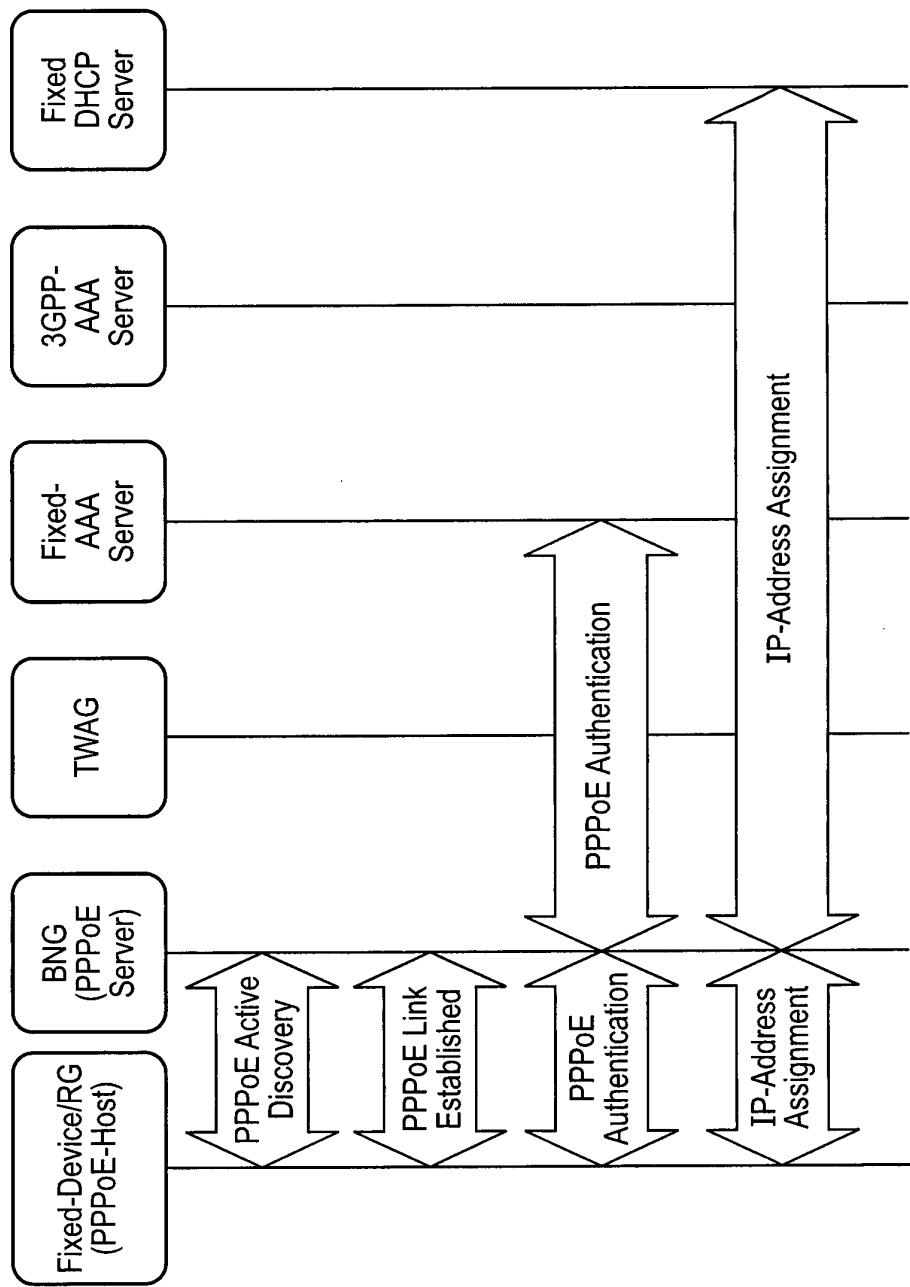 Fixed-Device/RG
(PPPoE-Host)
BNG
(PPPoE
Server)
TWAG
Fixed-
AAA
Server
3GPP-
AAA
Server
Fixed
DHCP
Server
PPPoE Active
Discovery
PPPoE Link
Established
PPPoE
Authentication
PPPoE Authentication
IP-Address
Assignment
IP-Address Assignment